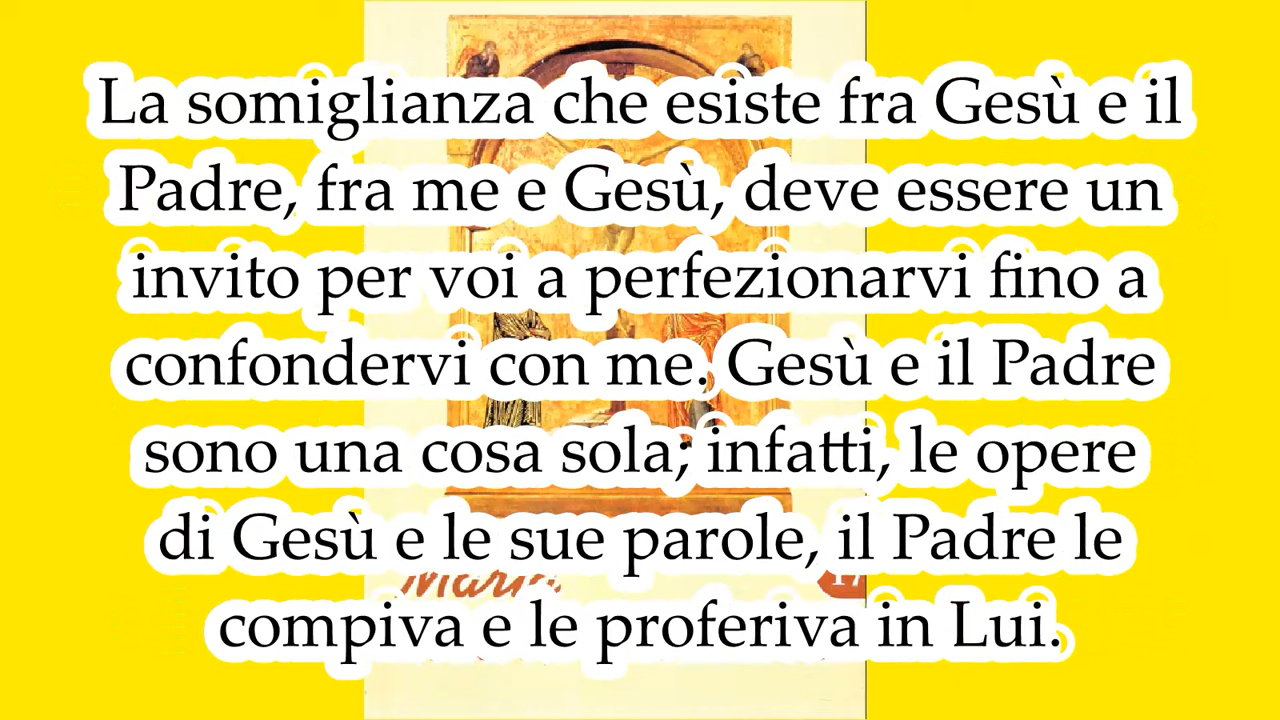 La somiglianza che esiste fra Gesù e il
Padre, fra me e Gesù, deve essere un
invito per voi a perfezionarvi fino a
confondervi con me. Gesù e il Padre
sono una cosa sola; infatti, le opere
di Gesù e le sue parole, il Padre le
Maria
compiva e le proferiva in Lui.